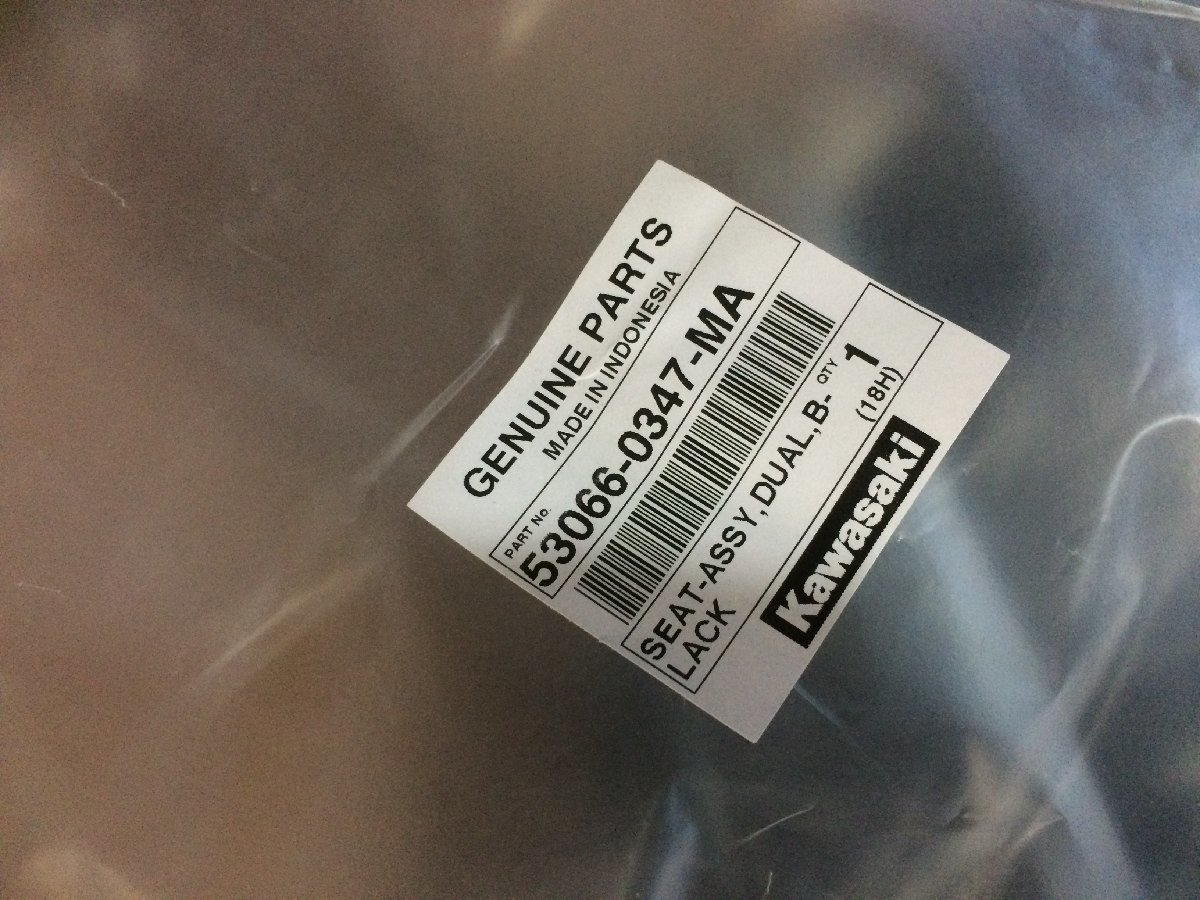 GENUINE PARTS
MADE IN INDONESIA
PART NO.
53066-0347-MA
SEAT-ASSY,DUAL,B-
LACK
QTY
1
(18H)
Kawasaki